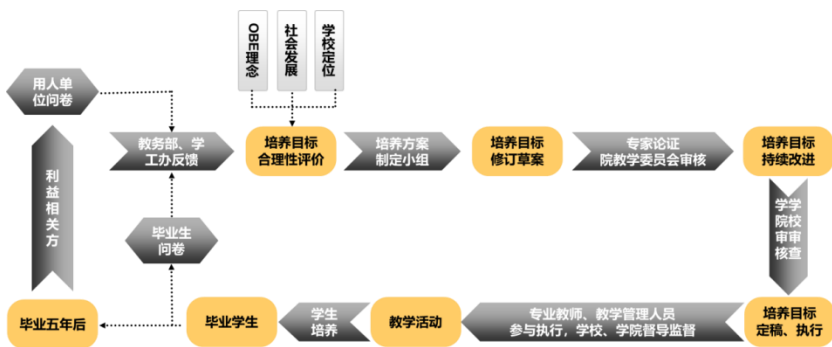 OBE理念
社会发展
学校定位
用人单
位问卷
教务部、学
工办反馈
培养目标
合理性评价
培养方案
制定小组
培养目标
修订草案
专家论证
院教学委员会审核
培养目标
持续改进
利益相关方
毕业生
问卷
学院审核
学校审查
毕业五年后
毕业学生
学生
培养
教学活动
专业教师、教学管理人员
参与执行，学校、学院督导监督
培养目标
定稿、执行